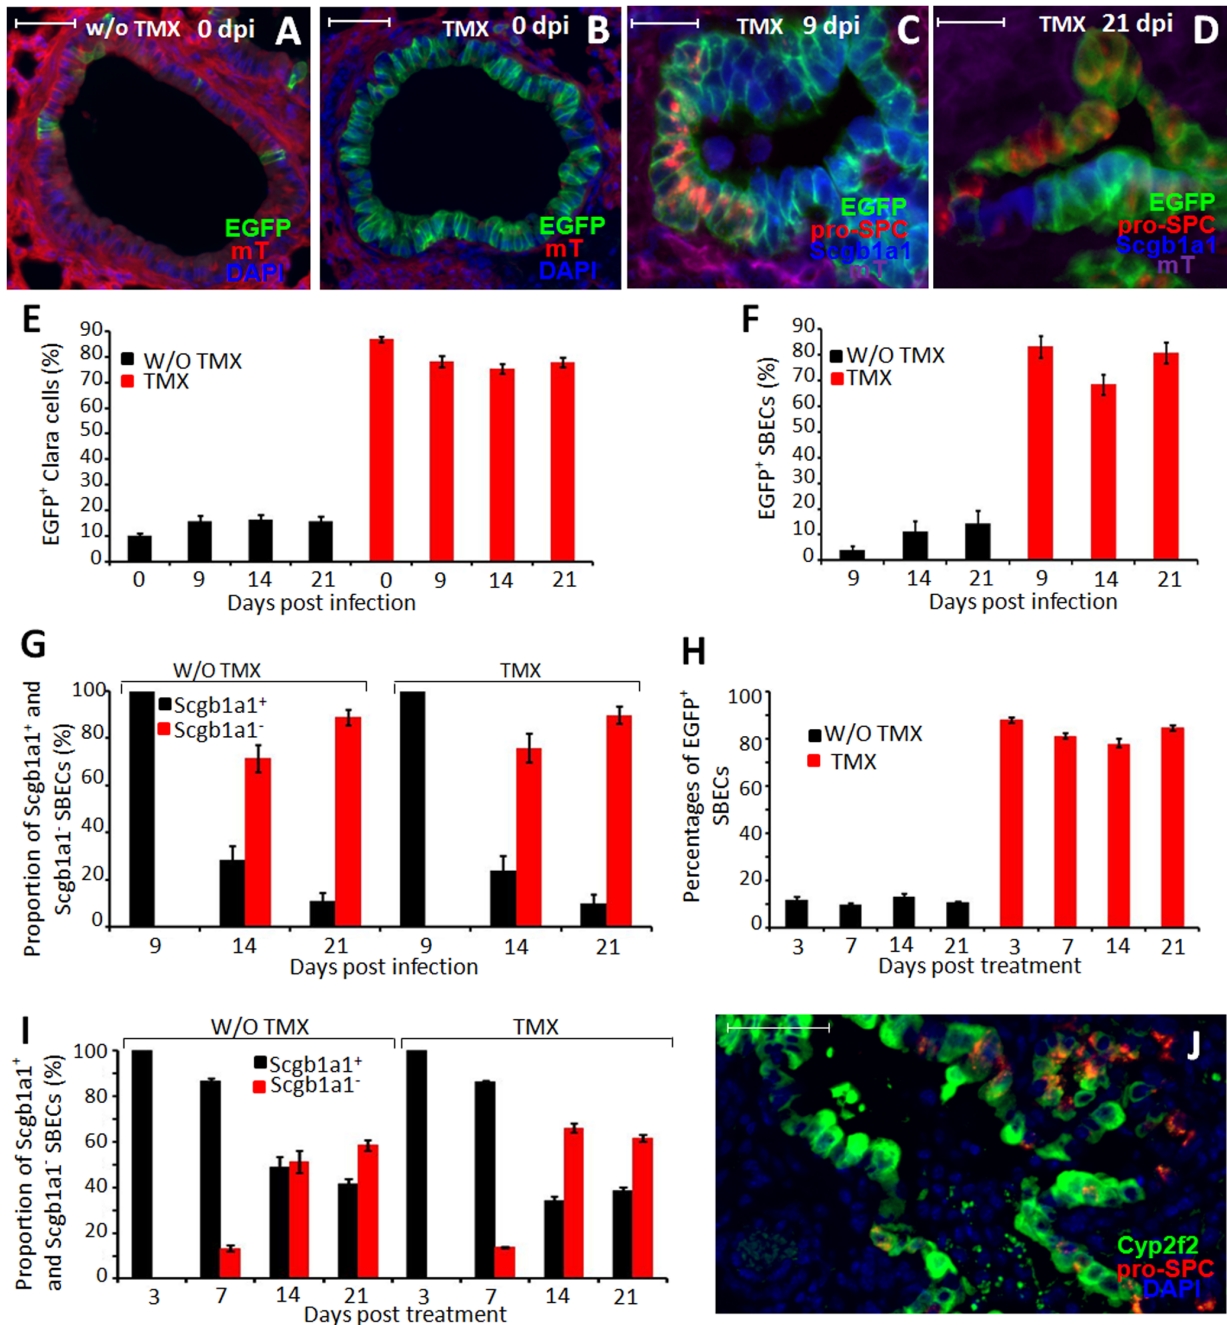 w/o TMX 0 dpi A
EGFP
mT
DAPI
TMX 0 dpi B
EGFP
mT
DAPI
TMX 9 dpi C
EGFP
pro-SPC
Scgb1a1
mT
TMX 21 dpi D
EGFP
pro-SPC
Scgb1a1
mT
E
EGFP⁺ Clara cells (%)
90
80
70
60
50
40
30
20
10
0
W/O TMX
TMX
0 9 14 21 0 9 14 21
Days post infection
F
EGFP⁺ SBECs (%)
90
80
70
60
50
40
30
20
10
0
W/O TMX
TMX
9 14 21 9 14 21
Days post infection
G
Proportion of Scgb1a1⁺ and
Scgb1a1⁻ SBECs (%)
W/O TMX TMX
100
80
60
40
20
0
Scgb1a1⁺
Scgb1a1⁻
9 14 21 9 14 21
Days post infection
H
Percentages of EGFP⁺
SBECs
100
80
60
40
20
0
W/O TMX
TMX
3 7 14 21 3 7 14 21
Days post treatment
I
Proportion of Scgb1a1⁺
and Scgb1a1⁻ SBECs (%)
W/O TMX TMX
100
80
60
40
20
0
Scgb1a1⁺
Scgb1a1⁻
3 7 14 21 3 7 14 21
Days post treatment
J
Cyp2f2
pro-SPC
DAPI